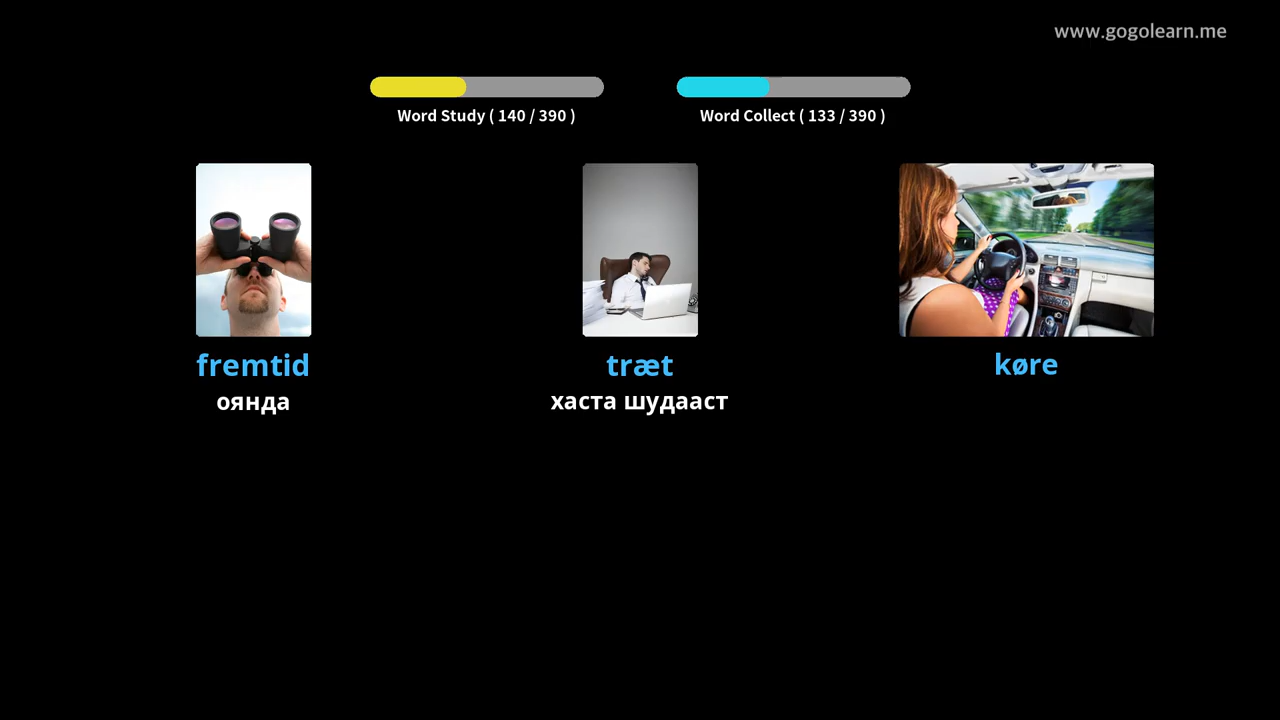 www.gogolearn.me
Word Study ( 140 / 390 )
Word Collect ( 133 / 390 )
fremtid
træt
køre
оянда
хаста шудааст